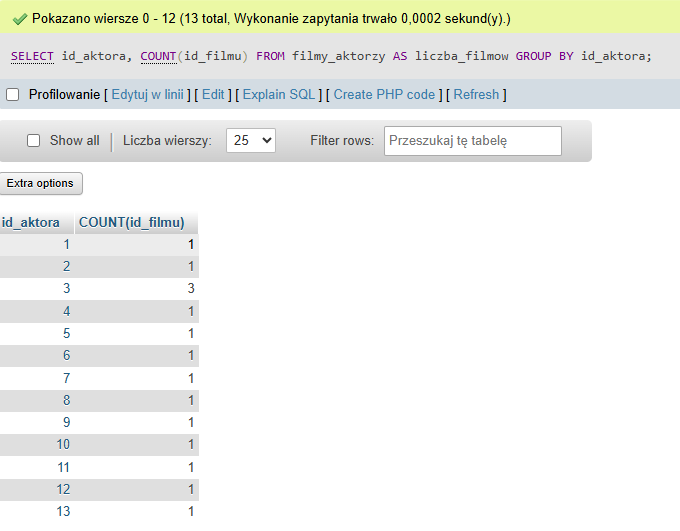 Pokazano wiersze 0 - 12 (13 total, Wykonanie zapytania trwało 0,0002 sekund(y).)
SELECT id_aktora, COUNT(id_filmu) FROM filmy_aktorzy AS liczba_filmow GROUP BY id_aktora;
Profilowanie [ Edytuj w linii ] [ Edit ] [ Explain SQL ] [ Create PHP code ] [ Refresh ]
Show all | Liczba wierszy: 25 Filter rows: Przeszukaj tę tabelę
Extra options
id_aktora COUNT(id_filmu)
1 1
2 1
3 3
4 1
5 1
6 1
7 1
8 1
9 1
10 1
11 1
12 1
13 1